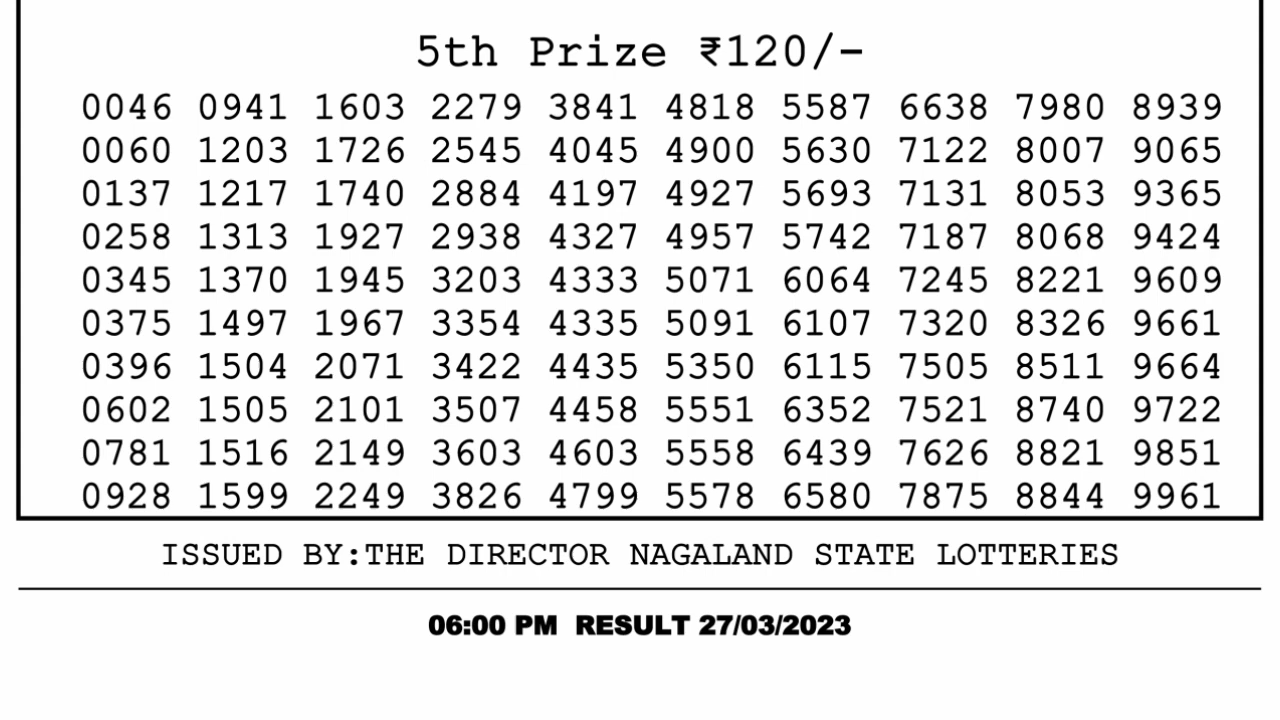 5th Prize ₹120/-
0046 0941 1603 2279 3841 4818 5587 6638 7980 8939
0060 1203 1726 2545 4045 4900 5630 7122 8007 9065
0137 1217 1740 2884 4197 4927 5693 7131 8053 9365
0258 1313 1927 2938 4327 4957 5742 7187 8068 9424
0345 1370 1945 3203 4333 5071 6064 7245 8221 9609
0375 1497 1967 3354 4335 5091 6107 7320 8326 9661
0396 1504 2071 3422 4435 5350 6115 7505 8511 9664
0602 1505 2101 3507 4458 5551 6352 7521 8740 9722
0781 1516 2149 3603 4603 5558 6439 7626 8821 9851
0928 1599 2249 3826 4799 5578 6580 7875 8844 9961
ISSUED BY:THE DIRECTOR NAGALAND STATE LOTTERIES
06:00 PM RESULT 27/03/2023